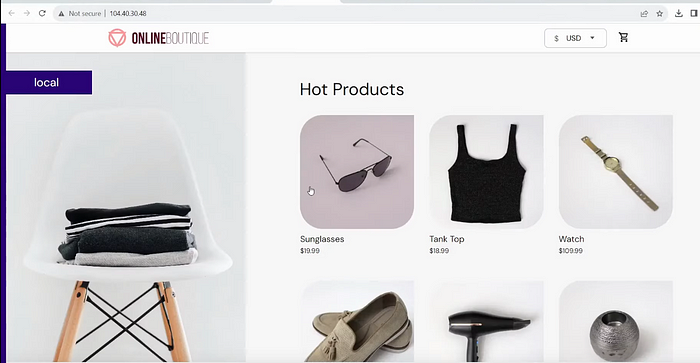 Not secure | 104.40.30.48
ONLINEBOUTIQUE
$ USD
local
Hot Products
Sunglasses
$19.99
Tank Top
$18.99
Watch
$109.99